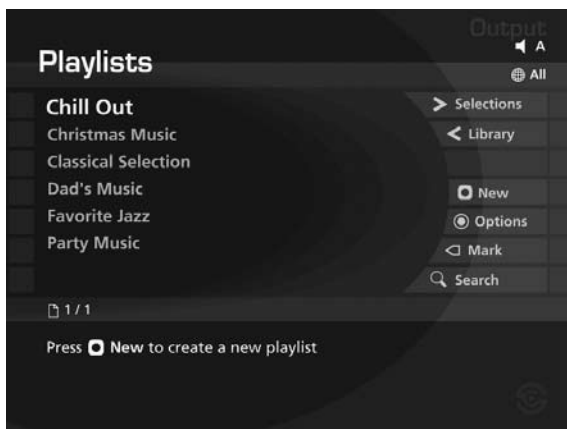 Output
A
Playlists
All
Chill Out
Christmas Music
Classical Selection
Dad's Music
Favorite Jazz
Party Music
Selections
Library
New
Options
Mark
Search
1 / 1
Press New to create a new playlist